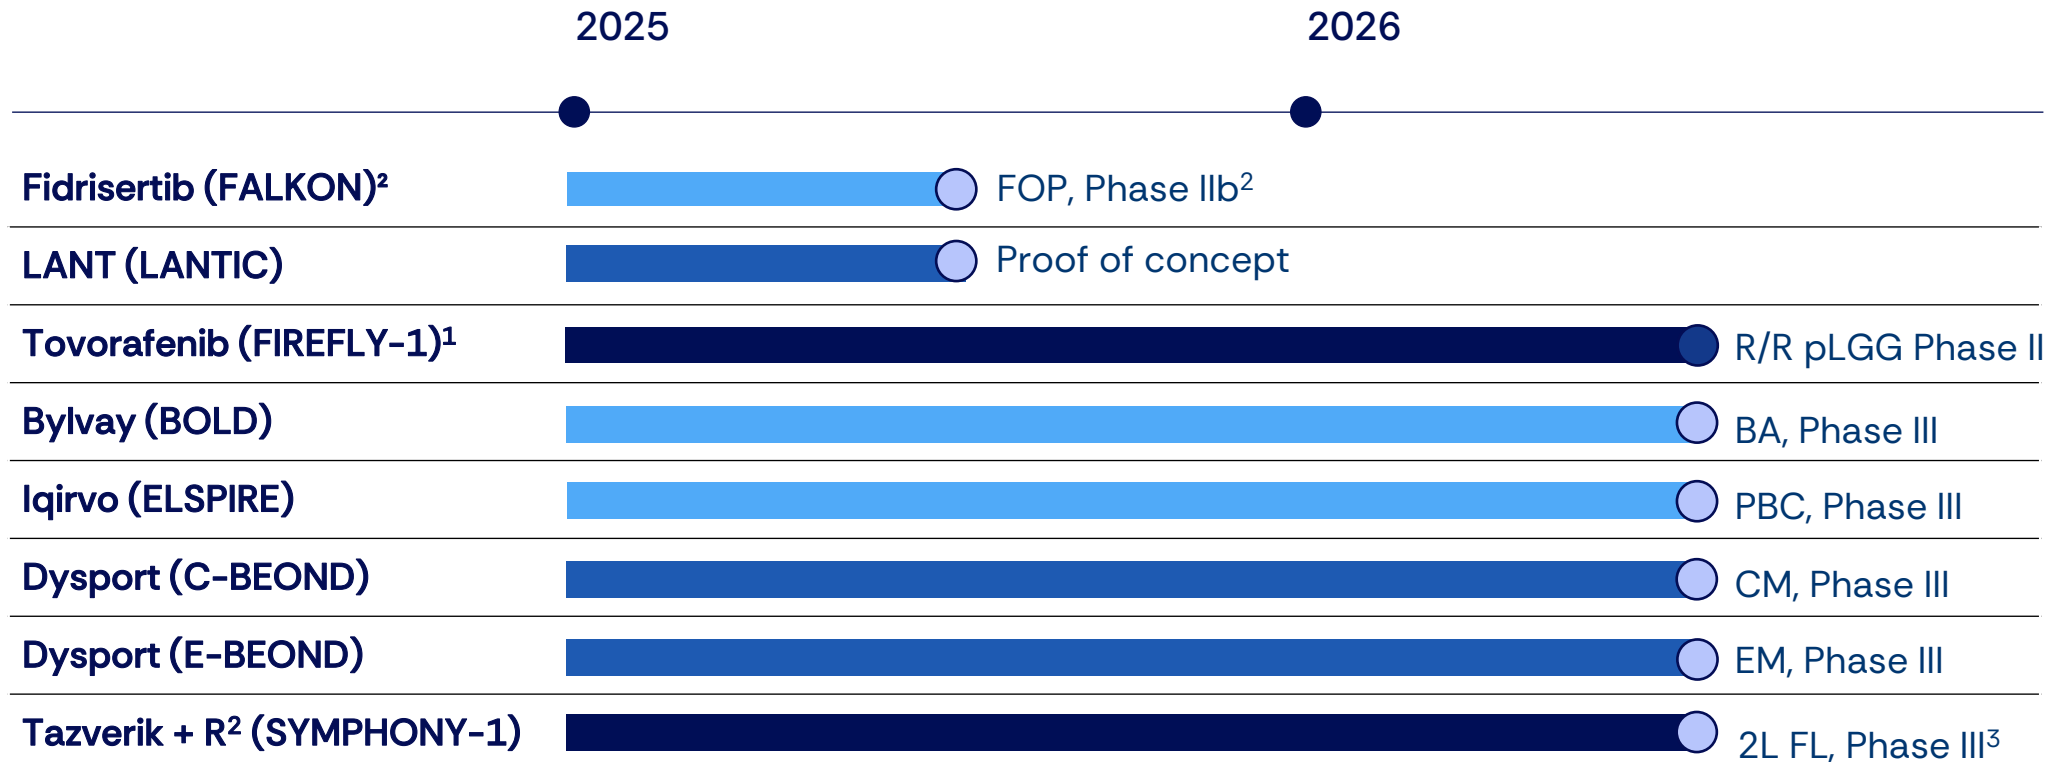 2025 2026
Fidrisertib (FALKON)² FOP, Phase IIb²
LANT (LANTIC) Proof of concept
Tovorafenib (FIREFLY-1)¹ R/R pLGG Phase II
Bylvay (BOLD) BA, Phase III
Iqirvo (ELSPIRE) PBC, Phase III
Dysport (C-BEOND) CM, Phase III
Dysport (E-BEOND) EM, Phase III
Tazverik + R² (SYMPHONY-1) 2L FL, Phase III³